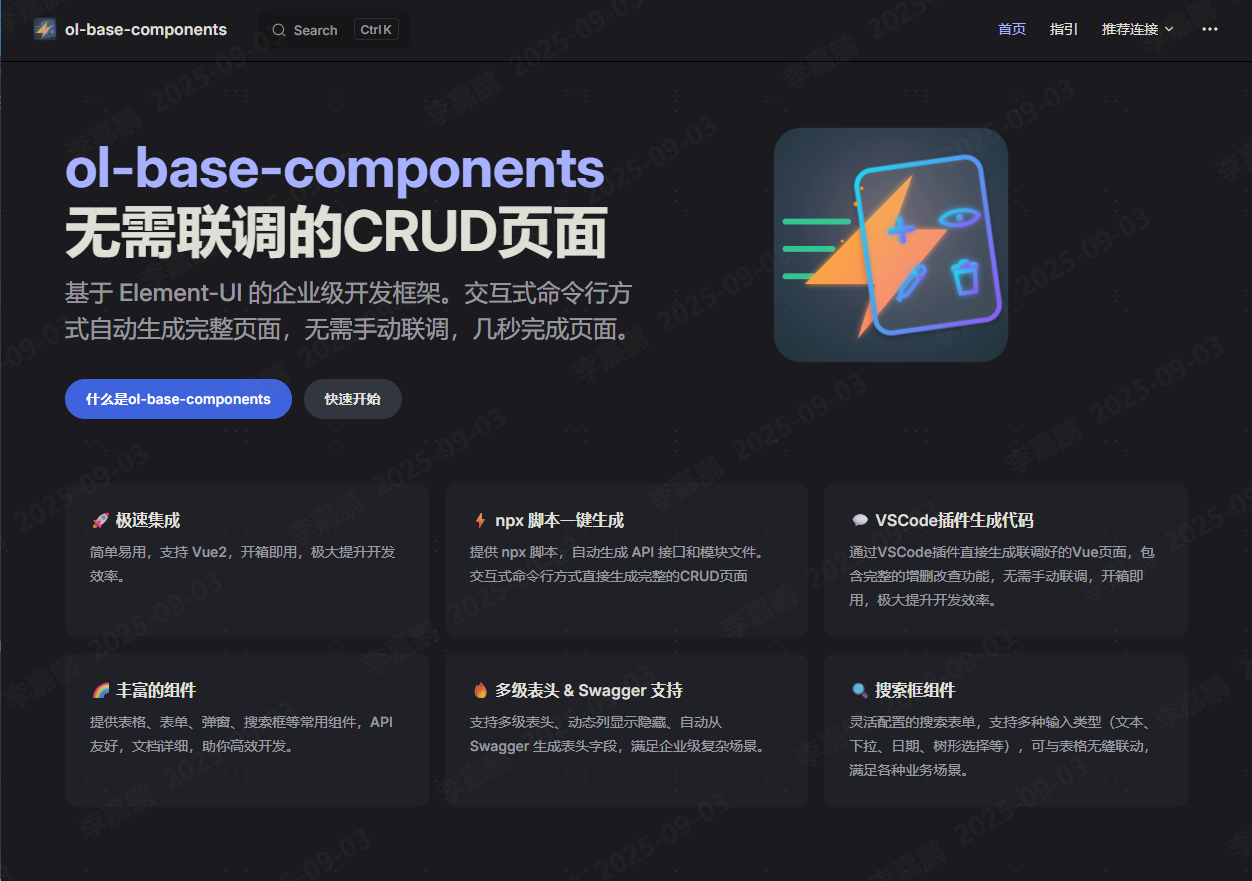 ol-base-components
Search
Ctrl K
首页
指引
推荐连接
ol-base-components
无需联调的CRUD页面
基于 Element-UI 的企业级开发框架。交互式命令行方
式自动生成完整页面，无需手动联调，几秒完成页面。
什么是ol-base-components
快速开始
🚀 极速集成
简单易用，支持 Vue2，开箱即用，极大提升开发
效率。
⚡ npx 脚本一键生成
提供 npx 脚本，自动生成 API 接口和模块文件。
交互式命令行方式直接生成完整的CRUD页面
💬 VSCode插件生成代码
通过VSCode插件直接生成联调好的Vue页面，包
含完整的增删改查功能，无需手动联调，开箱即
用，极大提升开发效率。
🌈 丰富的组件
提供表格、表单、弹窗、搜索框等常用组件，API
友好，文档详细，助你高效开发。
🔥 多级表头 & Swagger 支持
支持多级表头、动态列显示隐藏、自动从
Swagger 生成表头字段，满足企业级复杂场景。
🔍 搜索框组件
灵活配置的搜索表单，支持多种输入类型（文本、
下拉、日期、树形选择等），可与表格无缝联动，
满足各种业务场景。
李嘉鹏 2025-09-03